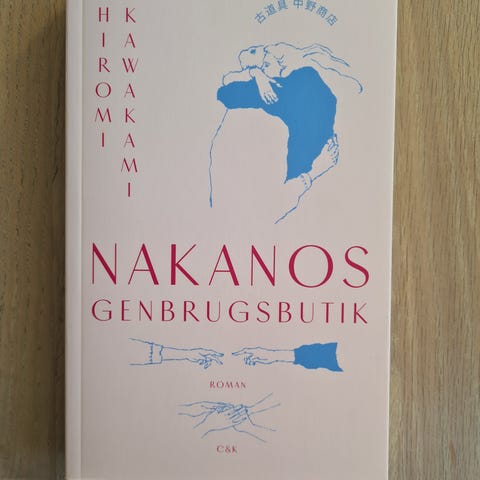 HIROMI
KAWAKAMI
古道具 中野商店
NAKANOS
GENBRUGSBUTIK
ROMAN
C&K